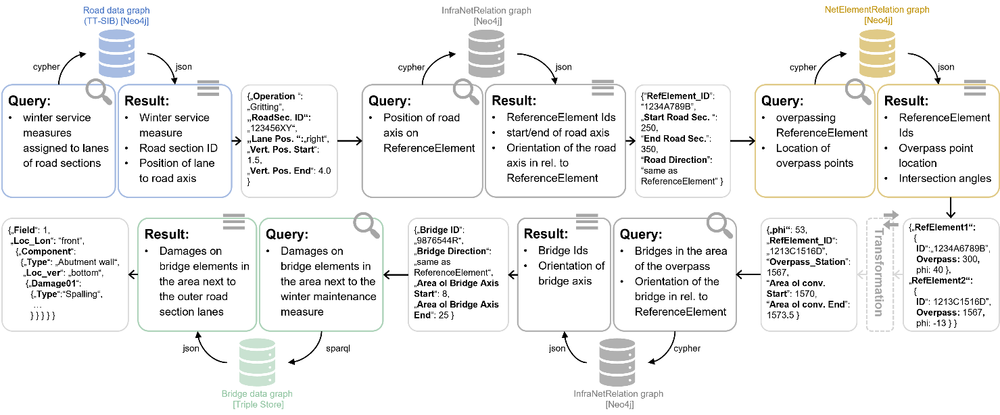 Road data graph
(TT-SIB) [Neo4j]
cypher
json
Query:
• winter service
measures
assigned to lanes
of road sections
Result:
• Winter service
measure
• Road section ID
• Position of lane
to road axis
{„Operation “:
„Gritting“,
„RoadSec. ID“:
„123456XY“,
„Lane Pos. “:„right“,
„Vert. Pos. Start“:
1.5,
„Vert. Pos. End“: 4.0
}
InfraNetRelation graph
[Neo4j]
cypher
json
Query:
• Position of road
axis on
ReferenceElement
Result:
• ReferenceElement Ids
• start/end of road axis
• Orientation of the road
axis in rel. to
ReferenceElement
{“RefElement_ID”:
“1234A789B”,
„Start Road Sec. “:
250,
“End Road Sec.”:
350,
“Road Direction”:
“same as
ReferenceElement” }
NetElementRelation graph
[Neo4j]
cypher
json
Query:
• overpassing
ReferenceElement
• Location of
overpass points
Result:
• ReferenceElement
Ids
• Overpass point
location
• Intersection angles
{„RefElement1“:
{
ID“:„1234A6789B”,
Overpass: 300,
phi: 40 },
„RefElement2“:
{
ID“: 1213C1516D”,
Overpass: 1567,
phi: -13 } }
Transformation
{„phi“: 53,
„RefElement_ID“:
„1213C1516D”,
“Overpass_Station”:
1567,
“Area ol conv.
Start”: 1570,
“Area ol conv. End”:
1573.5 }
Query:
• Bridges in the area
of the overpass
• Orientation of the
bridge in rel. to
ReferenceElement
Result:
• Bridge Ids
• Orientation of
bridge axis
json
cypher
InfraNetRelation graph
[Neo4j]
{„Bridge ID“:
„9876544R“,
„Bridge Direction“:
„same as
ReferenceElement“,
„Area ol Bridge Axis
Start“: 8,
„Area ol Bridge Axis
End“: 25 }
Query:
• Damages on
bridge elements in
the area next to the
winter maintenance
measure
Result:
• Damages on
bridge elements in
the area next to
the outer road
section lanes
json
sparql
Bridge data graph
[Triple Store]
{„Field“: 1,
„Loc_Lon“: “front”,
{„Component“:
{„Type“: „Abutment wall“,
„Loc_ver“: „bottom”,
{„Damage01“:
{„Type“:“Spalling“,
…
} } } } }